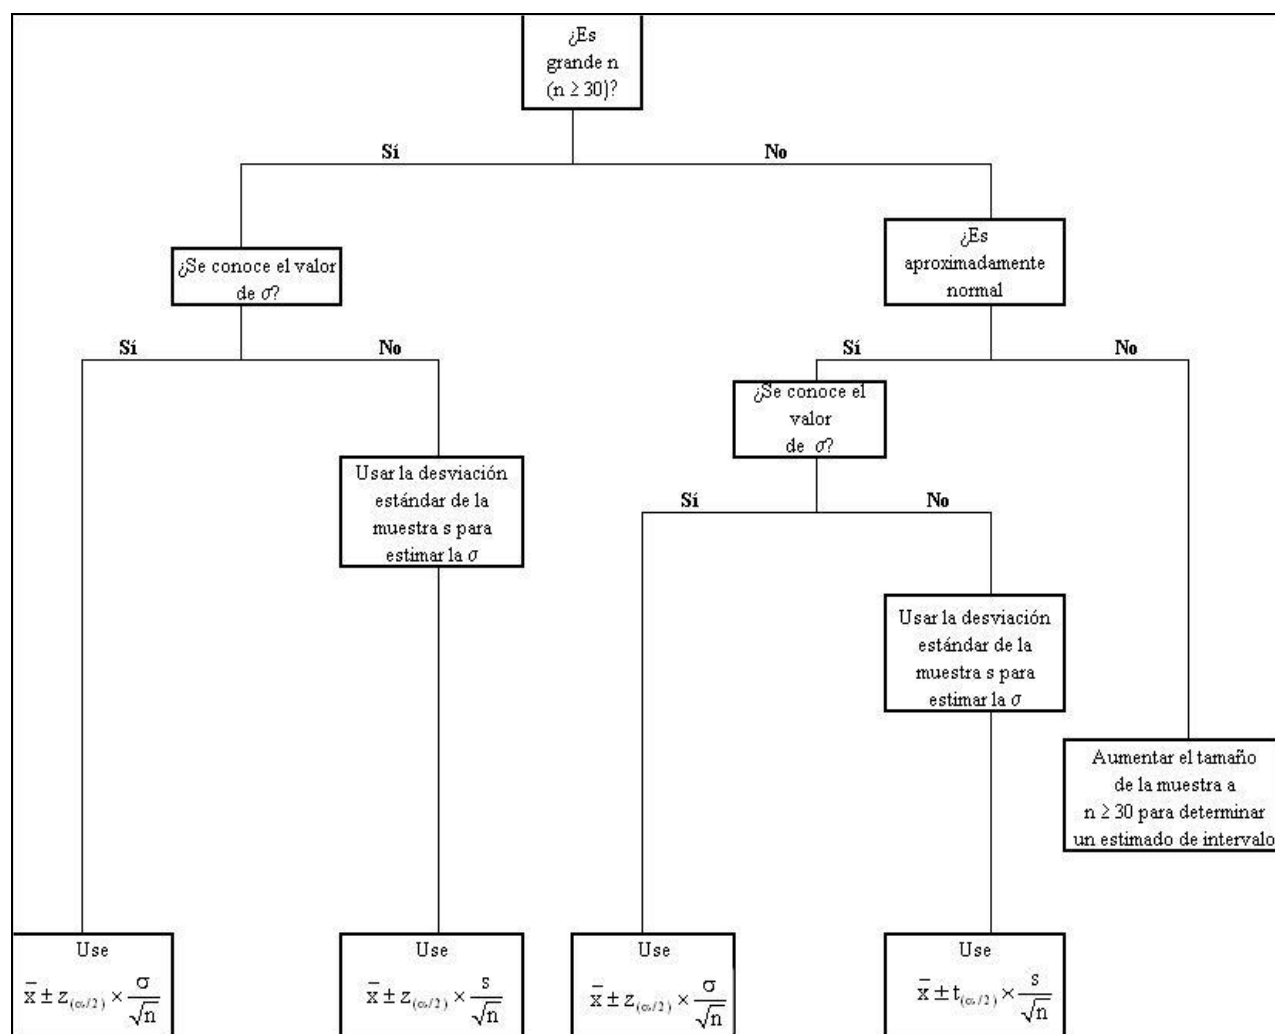 ¿Es
grande n
(n ≥ 30)?
Sí
No
¿Se conoce el valor
de σ?
¿Es
aproximadamente
normal
Sí
No
Sí
No
¿Se conoce el
valor
de σ?
Usar la desviación
estándar de la
muestra s para
estimar la σ
Sí
No
Usar la desviación
estándar de la
muestra s para
estimar la σ
Aumentar el tamaño
de la muestra a
n ≥ 30 para determinar
un estimado de intervalo
Use
x̄ ± z(α/2) × σ/√n
Use
x̄ ± z(α/2) × s/√n
Use
x̄ ± z(α/2) × σ/√n
Use
x̄ ± t(α/2) × s/√n